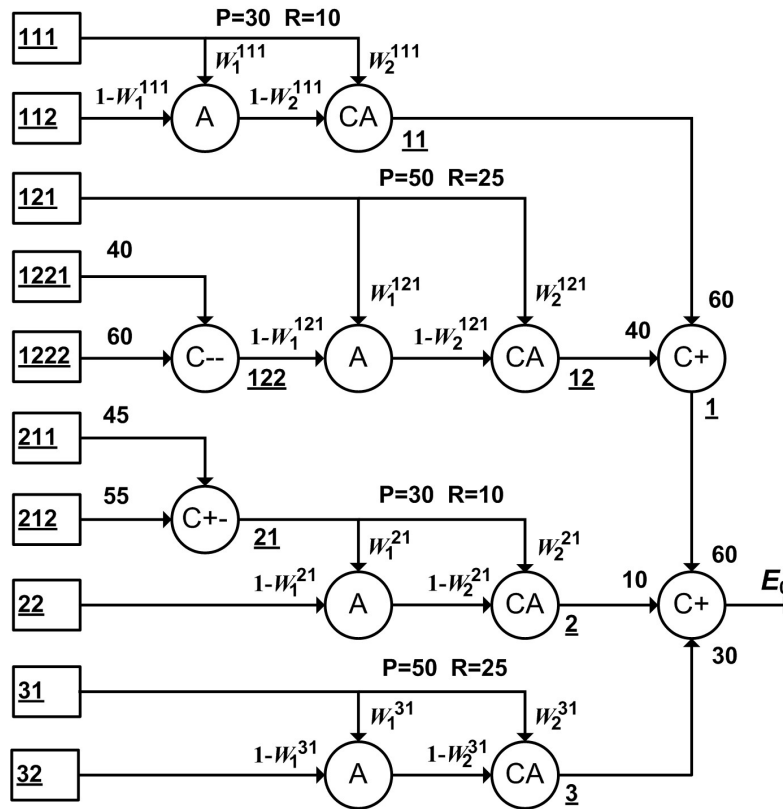 P=30 R=10
111
W₁¹¹¹ W₂¹¹¹
1-W₁¹¹¹ 1-W₂¹¹¹
112 A CA
11
P=50 R=25
121
40
1221
W₁¹²¹ W₂¹²¹ 60
60 1-W₁¹²¹ 1-W₂¹²¹ 40
1222 C-- A CA C+
122 12 1
45
211
55 P=30 R=10
212 C+-
21
W₁²¹ W₂²¹ 60
1-W₁²¹ 1-W₂²¹ 10 E
22 A CA C+
2 30
P=50 R=25
31
W₁³¹ W₂³¹
1-W₁³¹ 1-W₂³¹
32 A CA
3